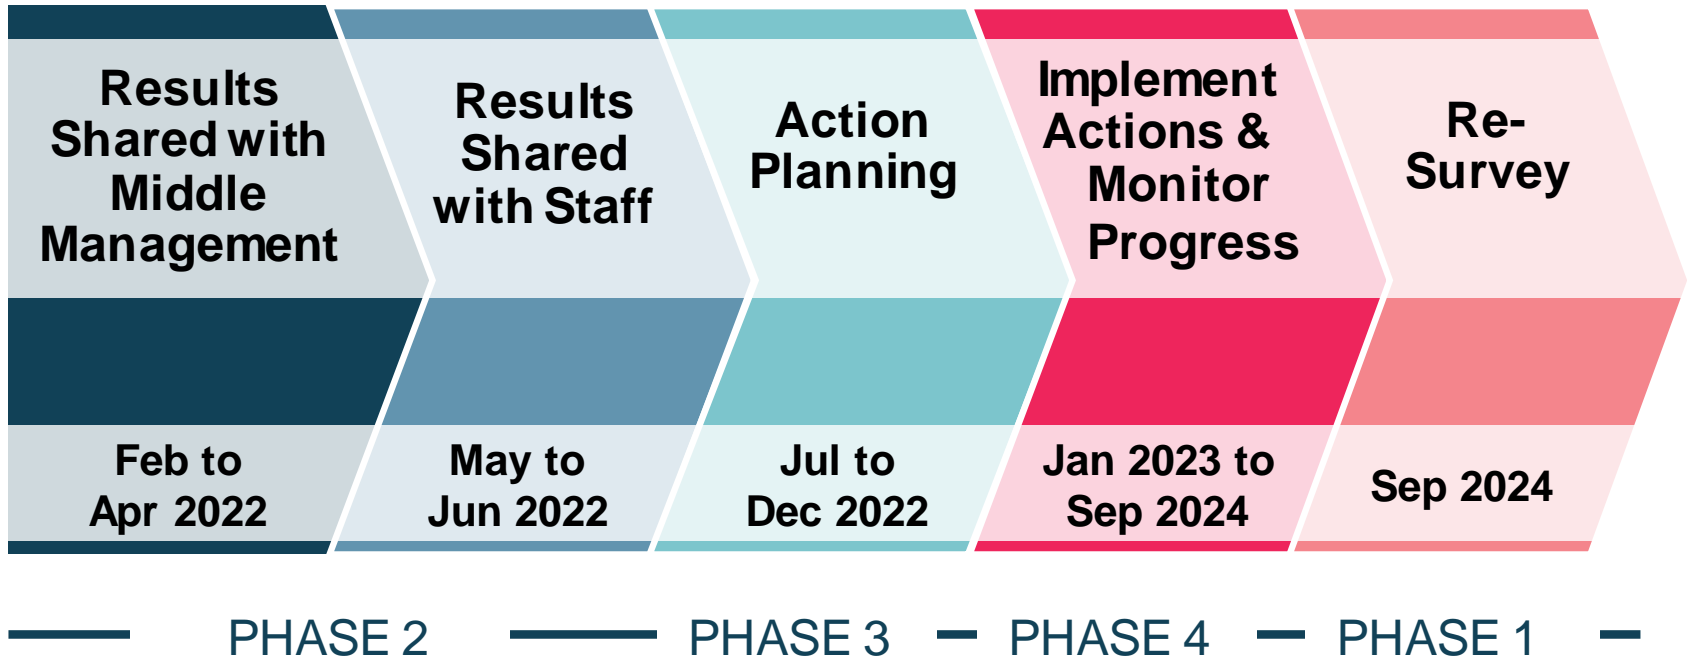 Results
Shared with
Middle
Management
Results
Shared
with Staff
Action
Planning
Implement
Actions &
Monitor
Progress
Re-
Survey
Feb to
Apr 2022
May to
Jun 2022
Jul to
Dec 2022
Jan 2023 to
Sep 2024
Sep 2024
PHASE 2
PHASE 3
PHASE 4
PHASE 1